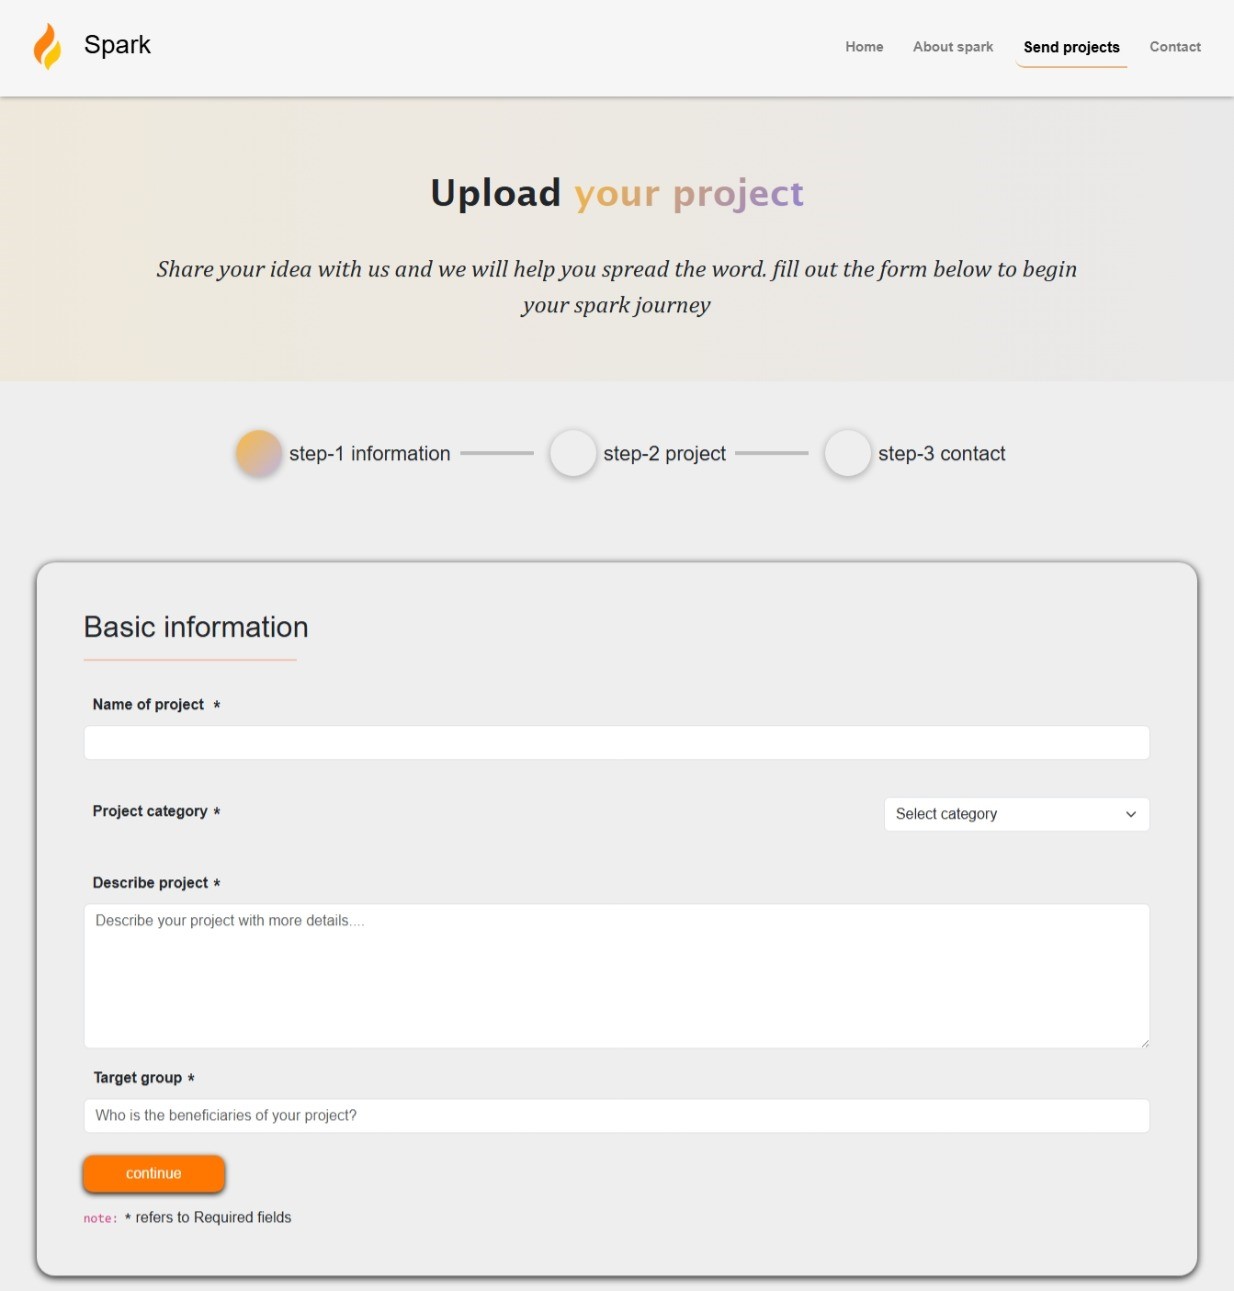 Spark
Home About spark Send projects Contact
Upload your project
Share your idea with us and we will help you spread the word. fill out the form below to begin
your spark journey
step-1 information step-2 project step-3 contact
Basic information
Name of project *
Project category * Select category
Describe project *
Describe your project with more details....
Target group *
Who is the beneficiaries of your project?
continue
note: * refers to Required fields